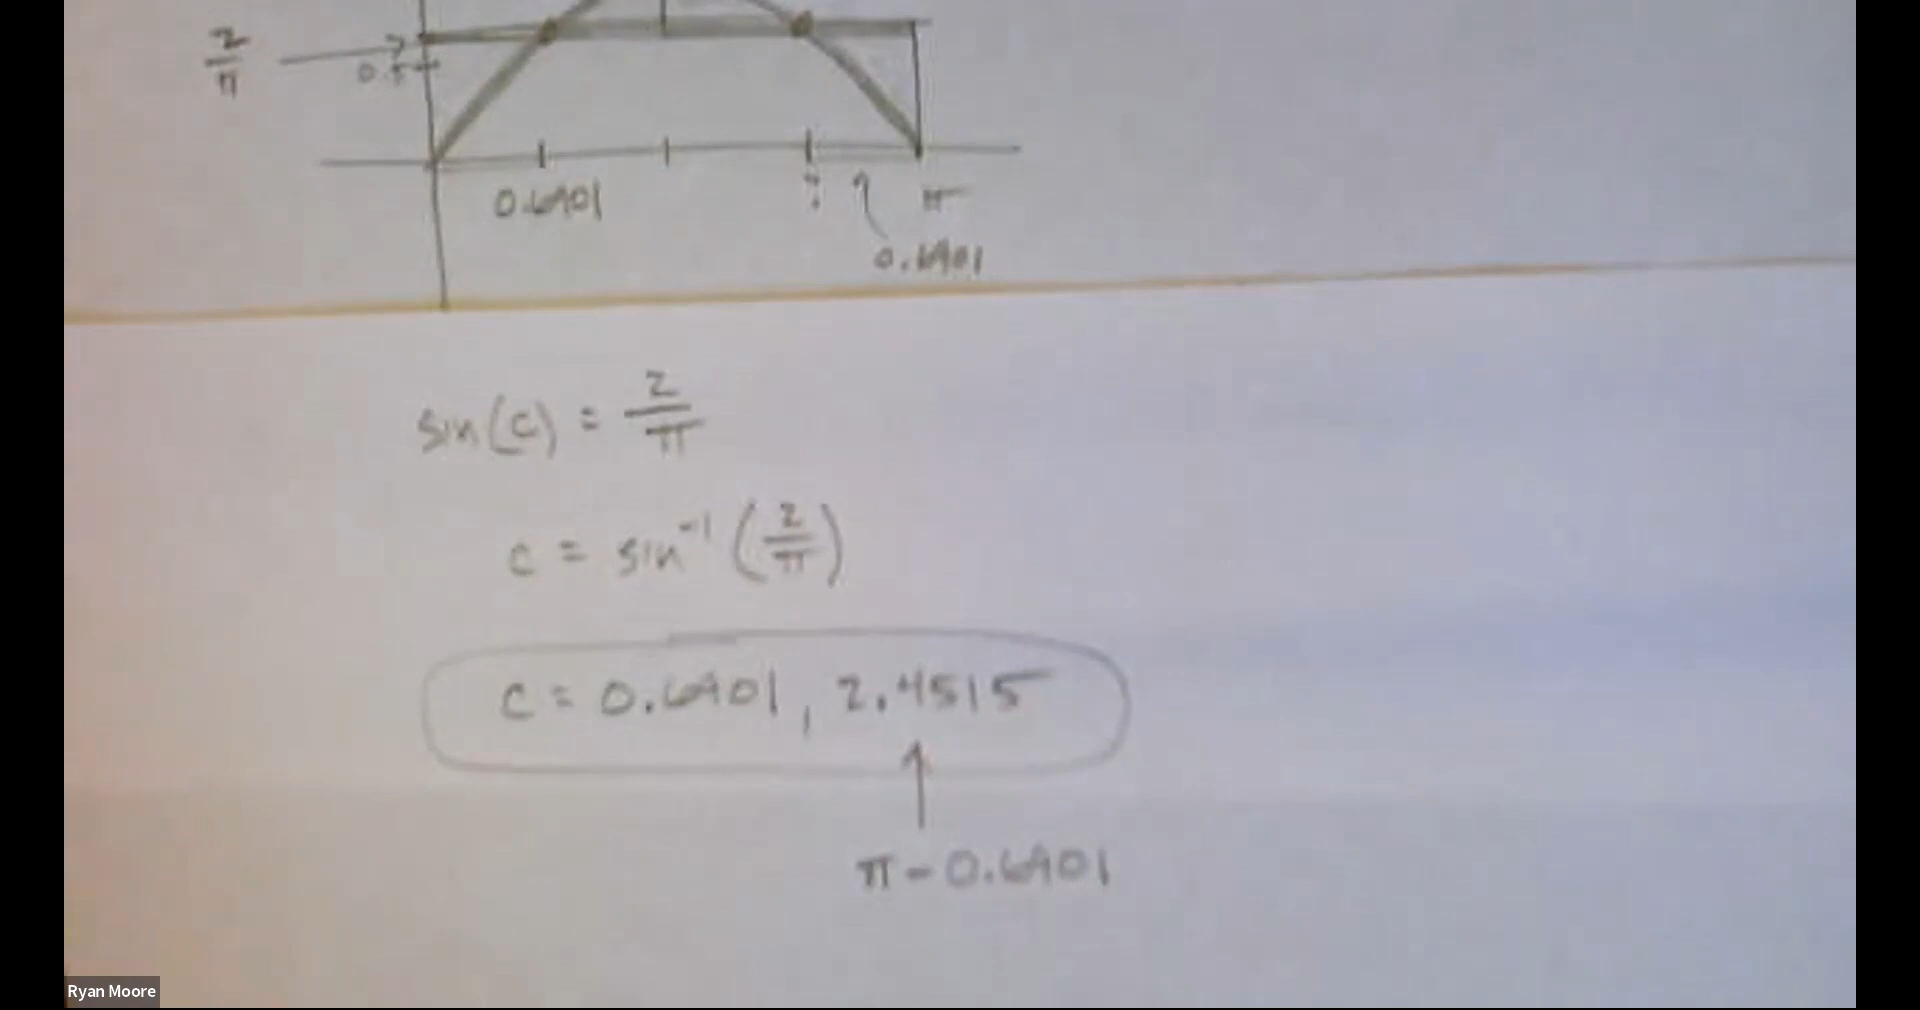 2/π
0.5
0.6901
?
π
0.6901
sin(c) = 2/π
c = sin⁻¹(2/π)
c = 0.6901, 2.4515
π - 0.6901
Ryan Moore